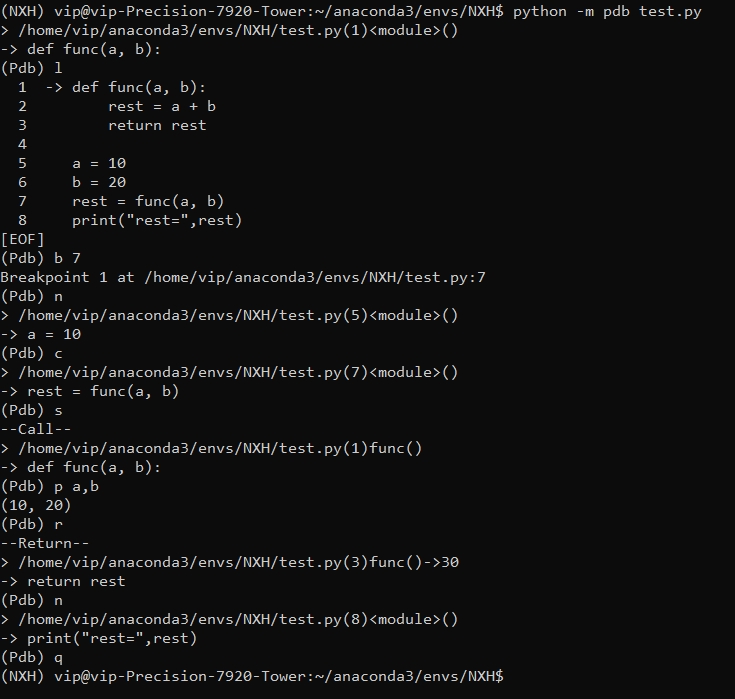 (NXH) vip@vip-Precision-7920-Tower:~/anaconda3/envs/NXH$ python -m pdb test.py
> /home/vip/anaconda3/envs/NXH/test.py(1)<module>()
-> def func(a, b):
(Pdb) l
  1  -> def func(a, b):
  2         rest = a + b
  3         return rest
  4
  5     a = 10
  6     b = 20
  7     rest = func(a, b)
  8     print("rest=",rest)
[EOF]
(Pdb) b 7
Breakpoint 1 at /home/vip/anaconda3/envs/NXH/test.py:7
(Pdb) n
> /home/vip/anaconda3/envs/NXH/test.py(5)<module>()
-> a = 10
(Pdb) c
> /home/vip/anaconda3/envs/NXH/test.py(7)<module>()
-> rest = func(a, b)
(Pdb) s
--Call--
> /home/vip/anaconda3/envs/NXH/test.py(1)func()
-> def func(a, b):
(Pdb) p a,b
(10, 20)
(Pdb) r
--Return--
> /home/vip/anaconda3/envs/NXH/test.py(3)func()->30
-> return rest
(Pdb) n
> /home/vip/anaconda3/envs/NXH/test.py(8)<module>()
-> print("rest=",rest)
(Pdb) q
(NXH) vip@vip-Precision-7920-Tower:~/anaconda3/envs/NXH$